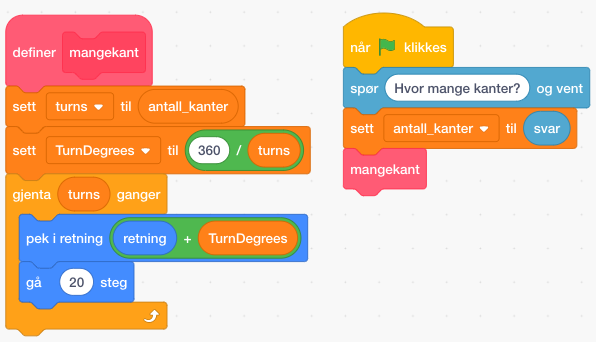 definer mangekant
sett turns til antall_kanter
sett TurnDegrees til 360 / turns
gjenta turns ganger
pek i retning retning + TurnDegrees
gå 20 steg
når klikkes
spør Hvor mange kanter? og vent
sett antall_kanter til svar
mangekant